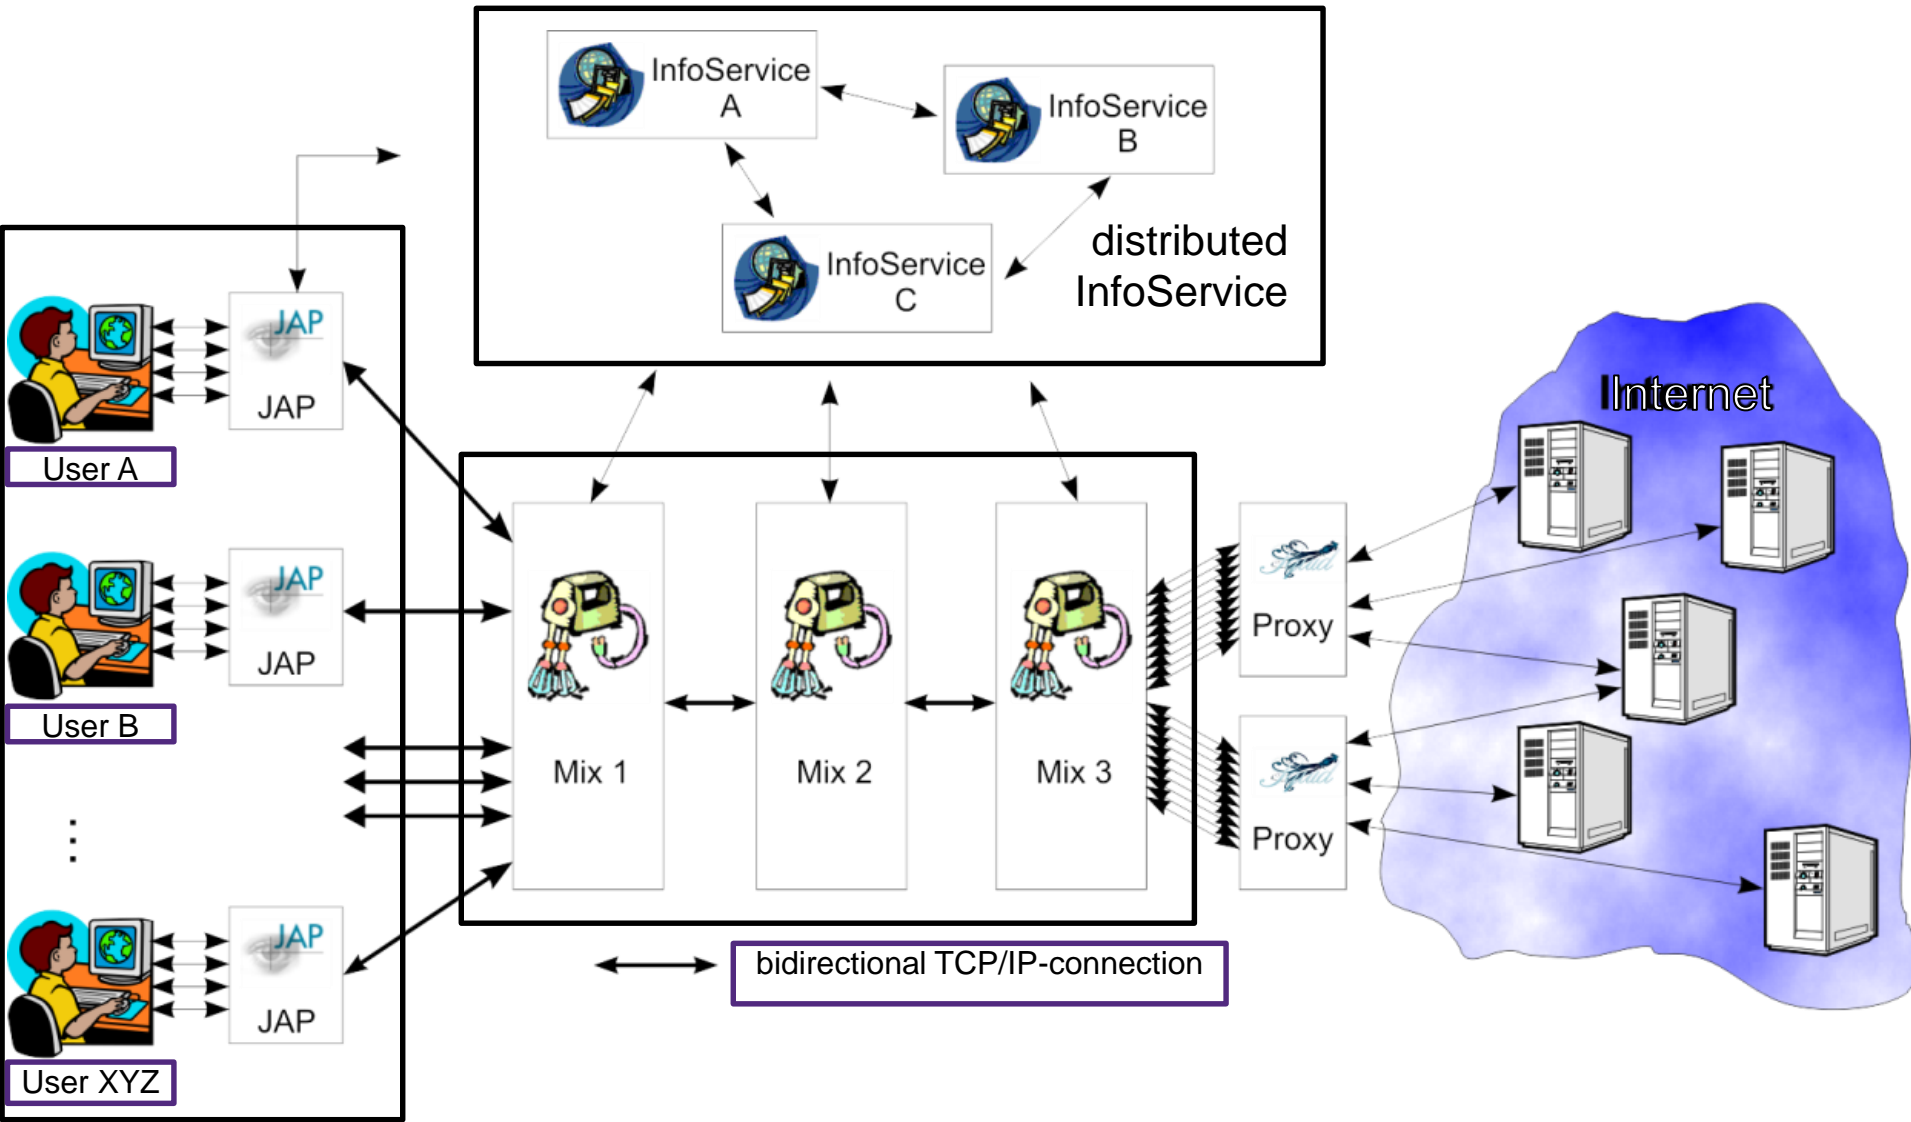 InfoService
A
InfoService
B
InfoService
C
distributed
InfoService
JAP
JAP
User A
JAP
JAP
User B
JAP
JAP
User XYZ
Mix 1
Mix 2
Mix 3
Proxy
Proxy
Internet
bidirectional TCP/IP-connection